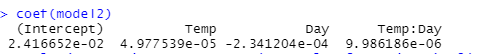 > coef(model2)
(Intercept) Temp Day Temp:Day
2.416652e-02 4.977539e-05 -2.341204e-04 9.986186e-06